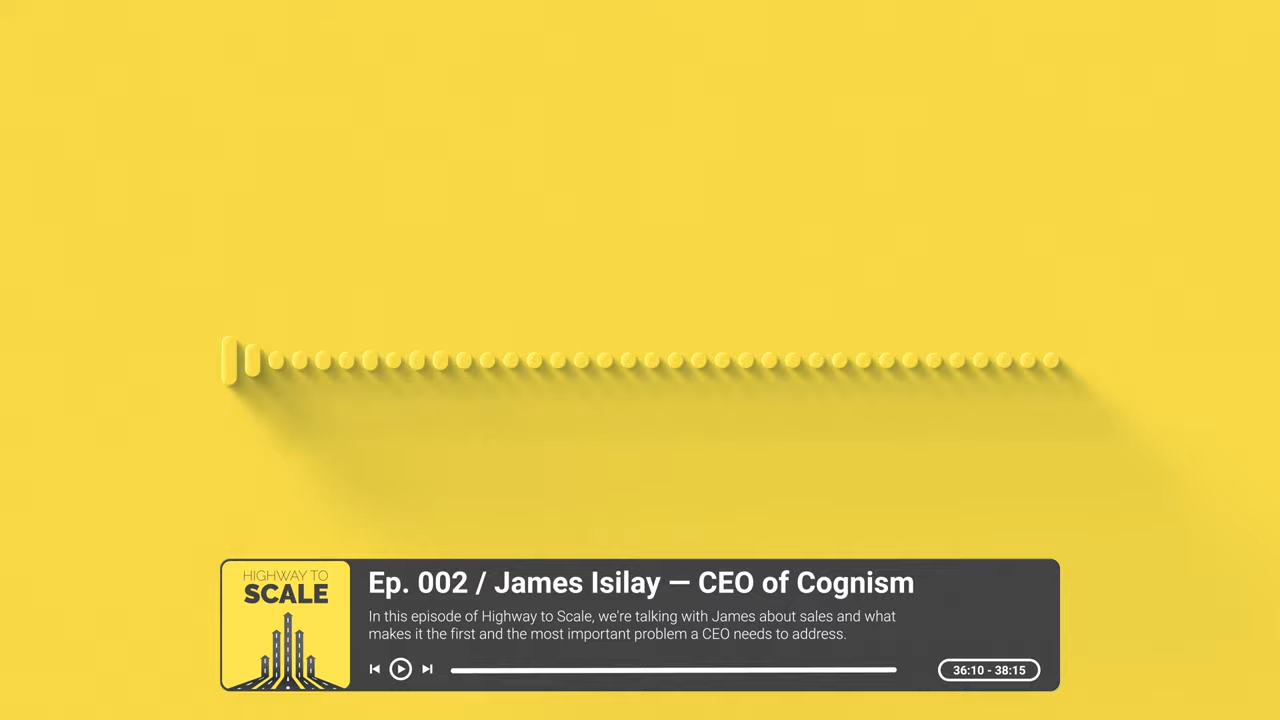 HIGHWAY TO
SCALE
Ep. 002 / James Isilay — CEO of Cognism
In this episode of Highway to Scale, we're talking with James about sales and what
makes it the first and the most important problem a CEO needs to address.
36:10 - 38:15